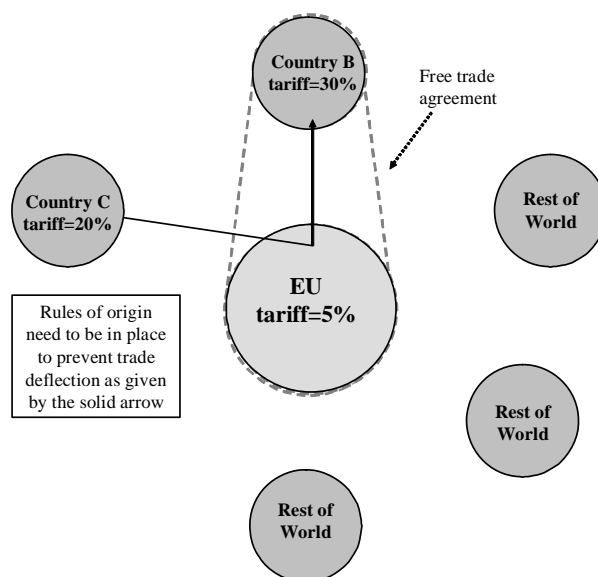 Country B
tariff=30%
Free trade
agreement
Country C
tariff=20%
Rest of
World
EU
tariff=5%
Rules of origin
need to be in place
to prevent trade
deflection as given
by the solid arrow
Rest of
World
Rest of
World